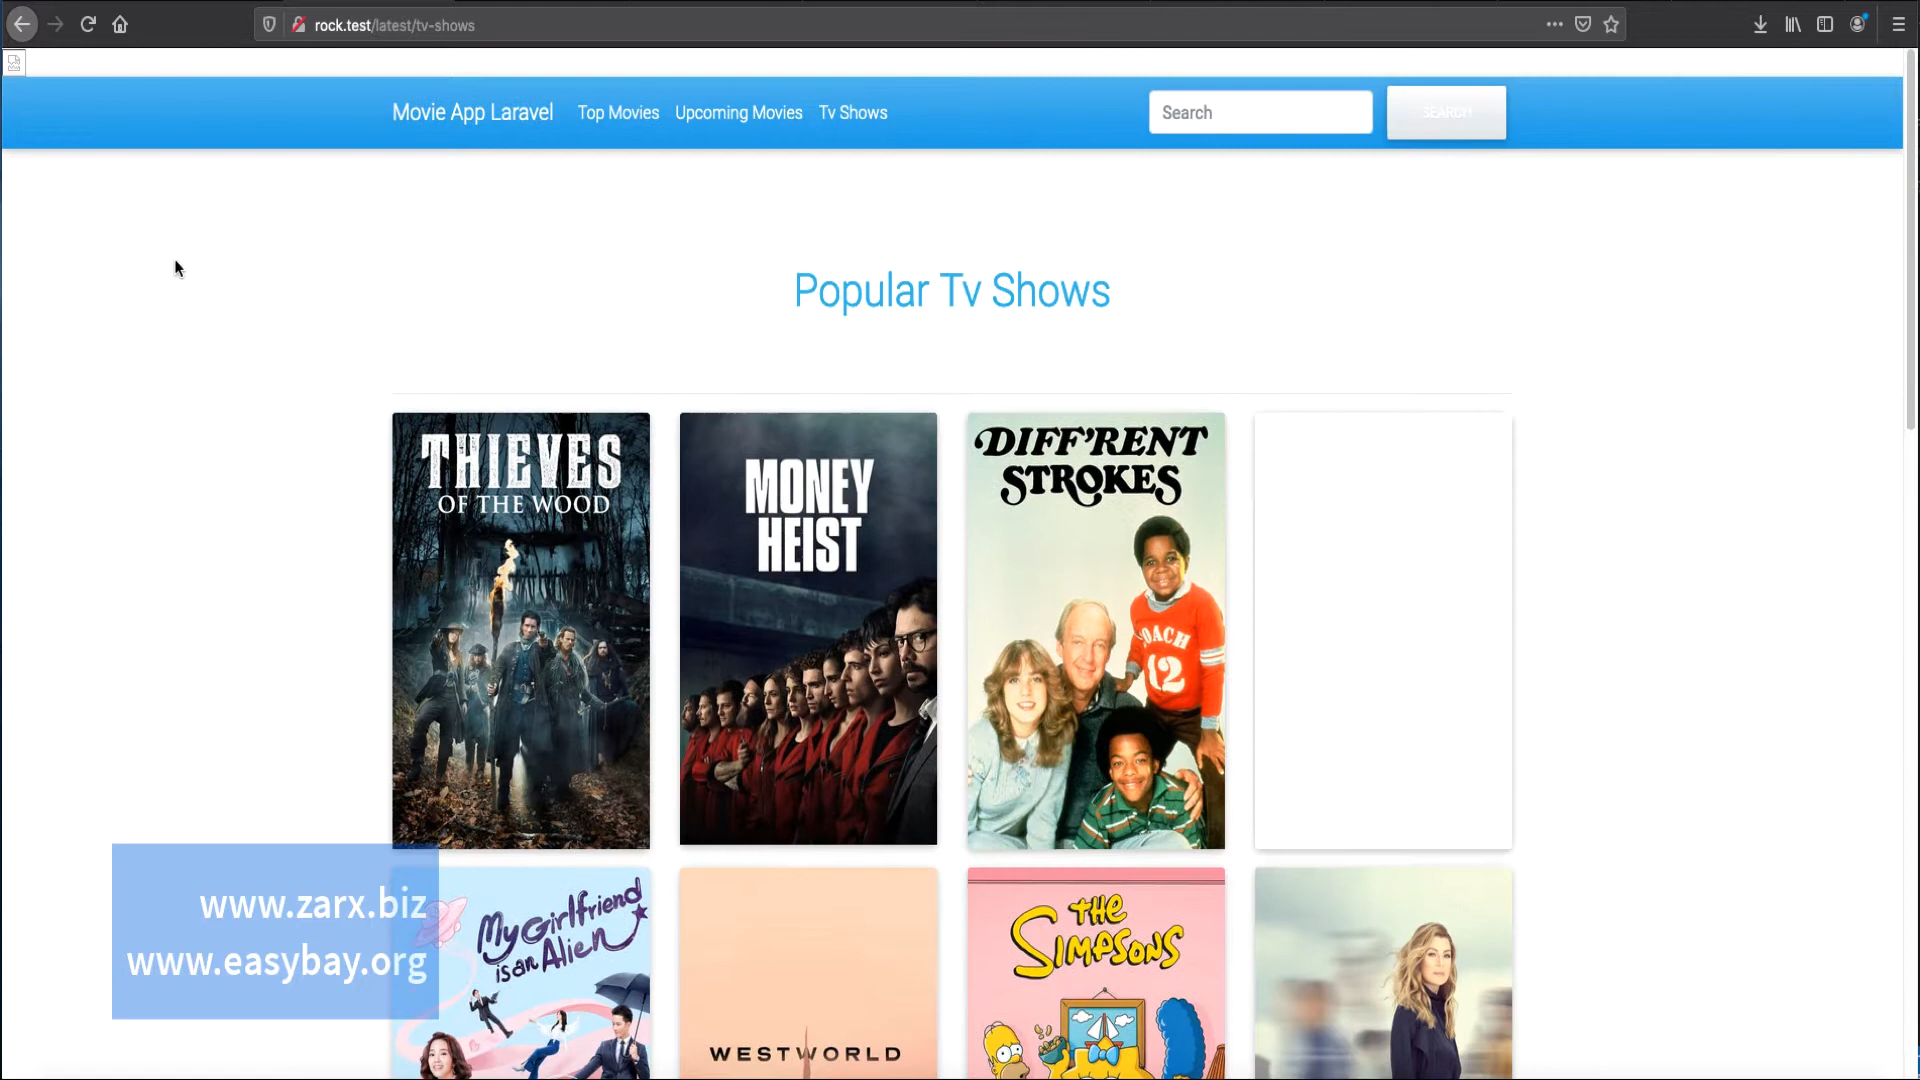 rock.test/latest/tv-shows
Movie App Laravel
Top Movies
Upcoming Movies
Tv Shows
Search
SEARCH
Popular Tv Shows
THIEVES
OF THE WOOD
MONEY
HEIST
DIFF'RENT
STROKES
COACH
12
www.zarx.biz
www.easybay.org
My Girlfriend
is an Alien
WESTWORLD
THE
SIMPSONS